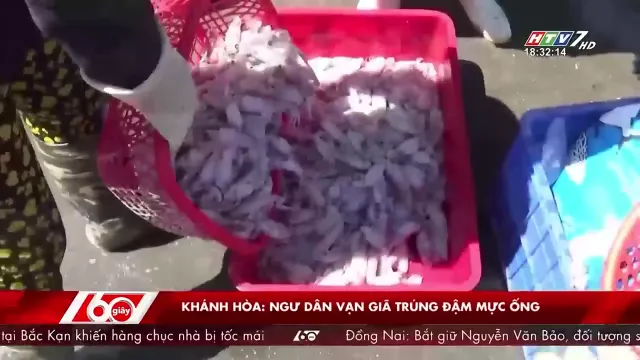 HTV7 HD
18:32:14
60 giây
KHÁNH HÒA: NGƯ DÂN VẠN GIÃ TRÚNG ĐẬM MỰC ỐNG
tại Bắc Kạn khiến hàng chục nhà bị tốc mái 60 Đồng Nai: Bắt giữ Nguyễn Văn Bảo, đối tượng